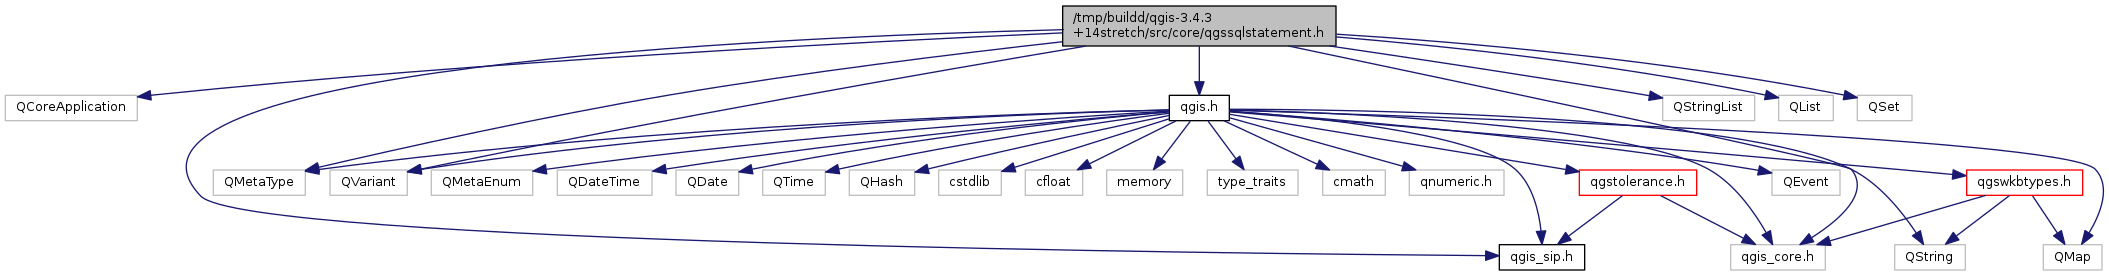 /tmp/buildd/qgis-3.4.3
+14stretch/src/core/qgssqlstatement.h
QCoreApplication
qgis.h
QStringList
QList
QSet
QMetaType
QVariant
QMetaEnum
QDateTime
QDate
QTime
QHash
cstdlib
cfloat
memory
type_traits
cmath
qnumeric.h
qgstolerance.h
QEvent
qgswkbtypes.h
qgis_sip.h
qgis_core.h
QString
QMap